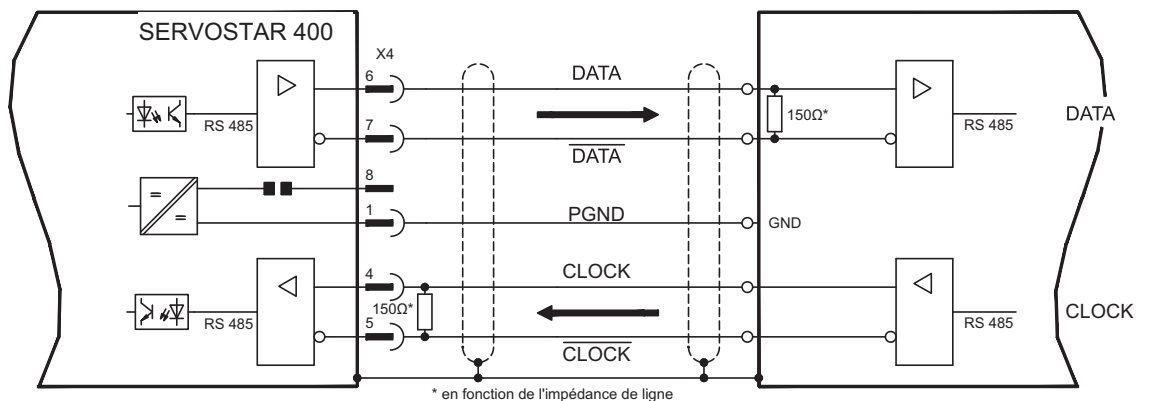 SERVOSTAR 400
X4
6
DATA
RS 485
150Ω*
RS 485
DATA
7
DATA
8
1
PGND
GND
4
CLOCK
150Ω*
RS 485
RS 485
CLOCK
5
CLOCK
* en fonction de l'impédance de ligne